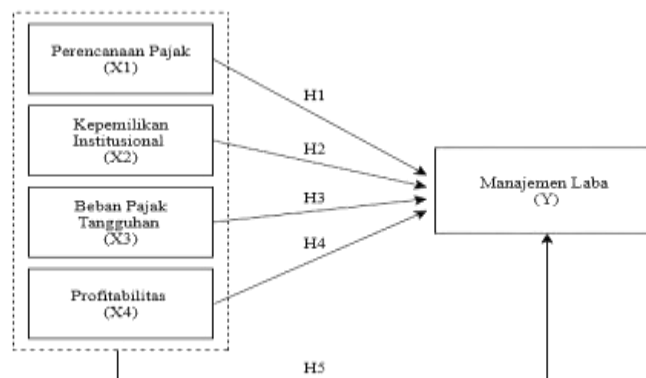 Perencanaan Pajak
(X1)
Kepemilikan
Institusional
(X2)
Beban Pajak
Tangguhan
(X3)
Profitabilitas
(X4)
H1
H2
H3
H4
H5
Manajemen Laba
(Y)